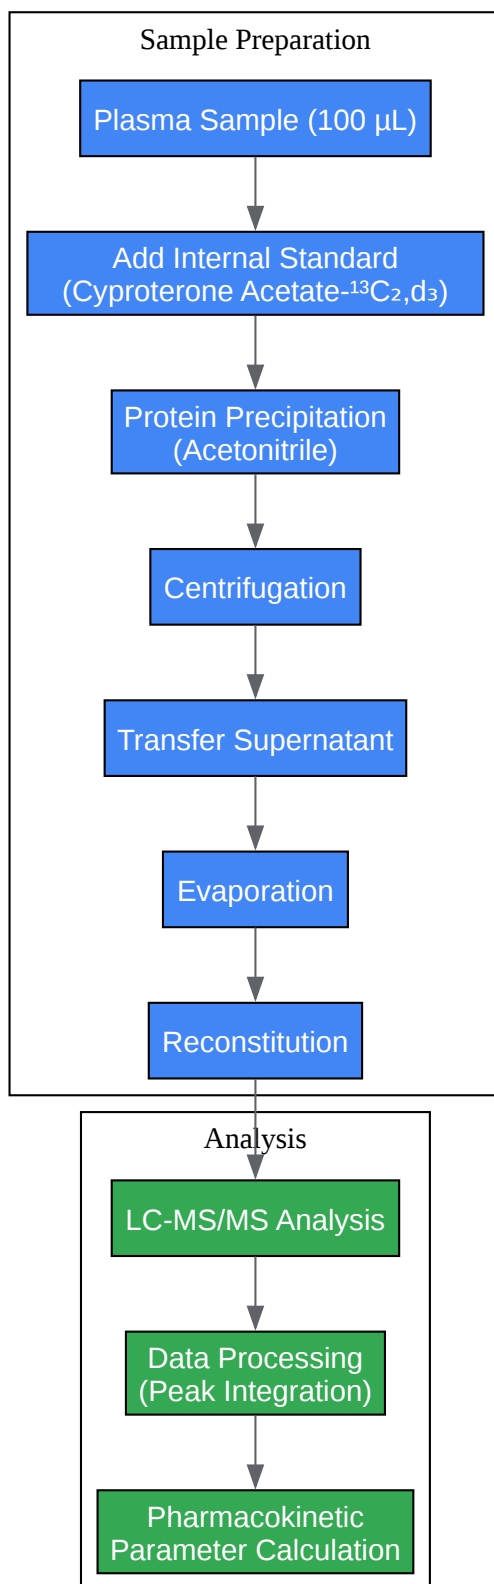 Sample Preparation
Plasma Sample (100 µL)
Add Internal Standard
(Cyproterone Acetate-¹³C₂,d₃)
Protein Precipitation
(Acetonitrile)
Centrifugation
Transfer Supernatant
Evaporation
Reconstitution
Analysis
LC-MS/MS Analysis
Data Processing
(Peak Integration)
Pharmacokinetic
Parameter Calculation